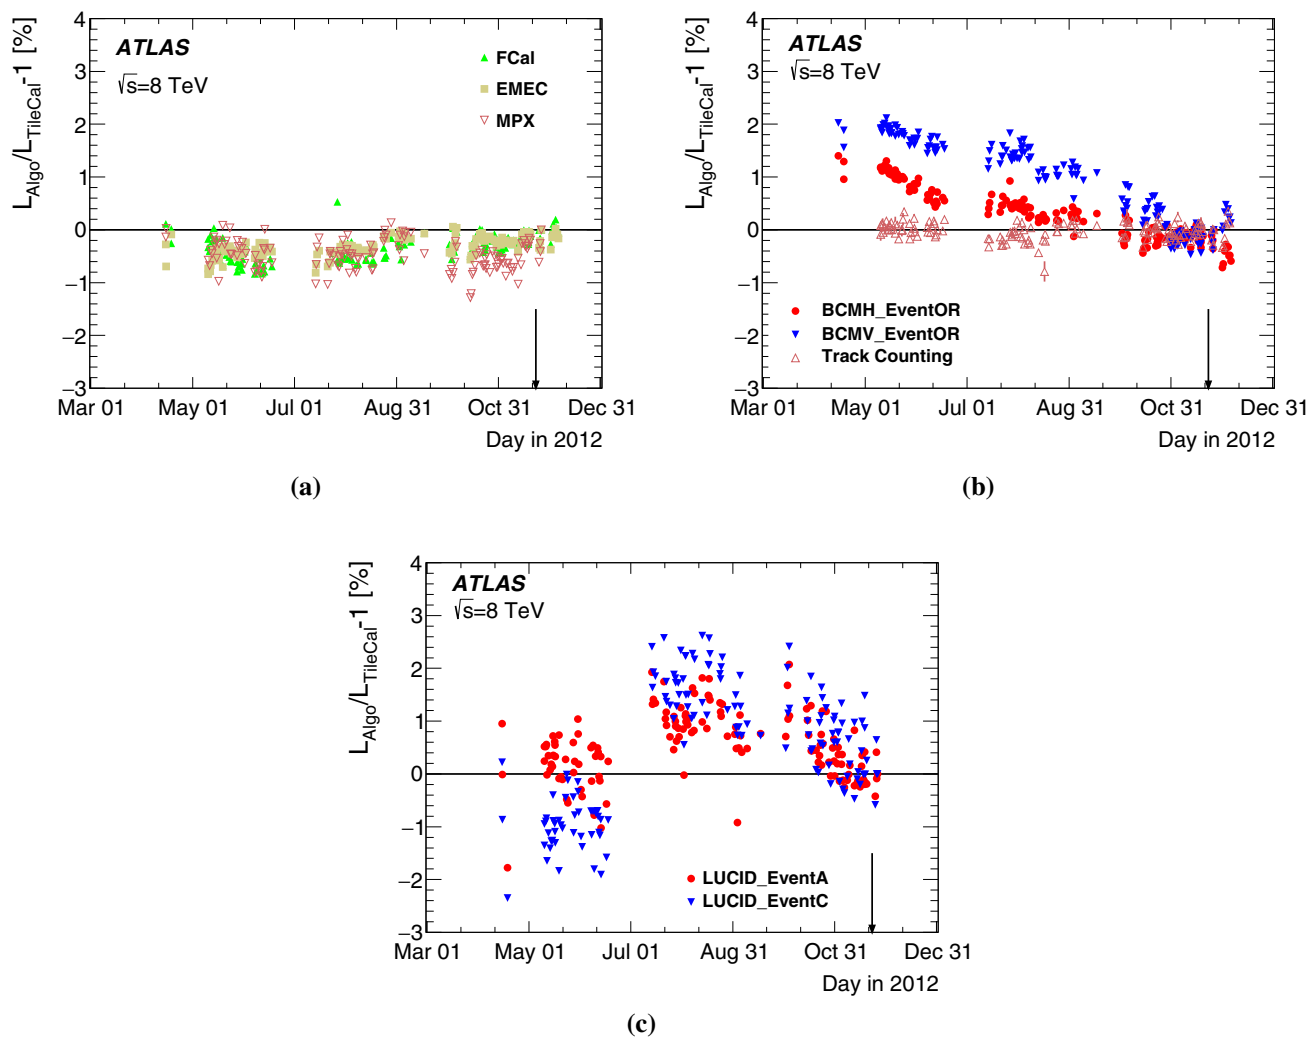 L_Algo/L_TileCal-1 [%]
4
3
2
1
0
−1
−2
−3
ATLAS
√s=8 TeV
FCal
EMEC
MPX
Mar 01 May 01 Jul 01 Aug 31 Oct 31 Dec 31
Day in 2012
(a)
L_Algo/L_TileCal-1 [%]
4
3
2
1
0
−1
−2
−3
ATLAS
√s=8 TeV
BCMH_EventOR
BCMV_EventOR
Track Counting
Mar 01 May 01 Jul 01 Aug 31 Oct 31 Dec 31
Day in 2012
(b)
L_Algo/L_TileCal-1 [%]
4
3
2
1
0
−1
−2
−3
ATLAS
√s=8 TeV
LUCID_EventA
LUCID_EventC
Mar 01 May 01 Jul 01 Aug 31 Oct 31 Dec 31
Day in 2012
(c)